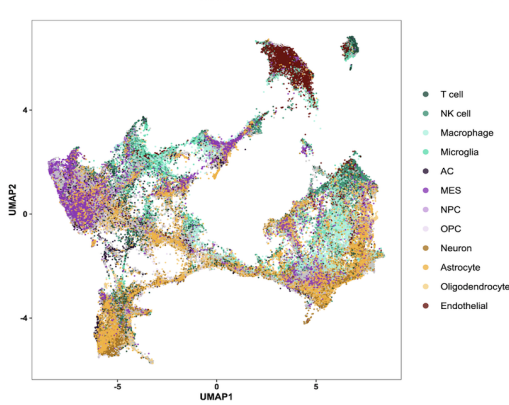 4
0
-4
-5
0
5
UMAP1
UMAP2
T cell
NK cell
Macrophage
Microglia
AC
MES
NPC
OPC
Neuron
Astrocyte
Oligodendrocyte
Endothelial